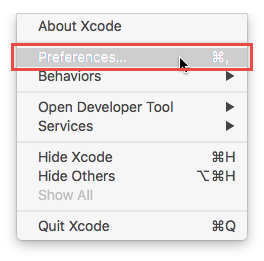 About Xcode
Preferences... ⌘,
Behaviors ▶
Open Developer Tool ▶
Services ▶
Hide Xcode ⌘H
Hide Others ⌥⌘H
Show All
Quit Xcode ⌘Q